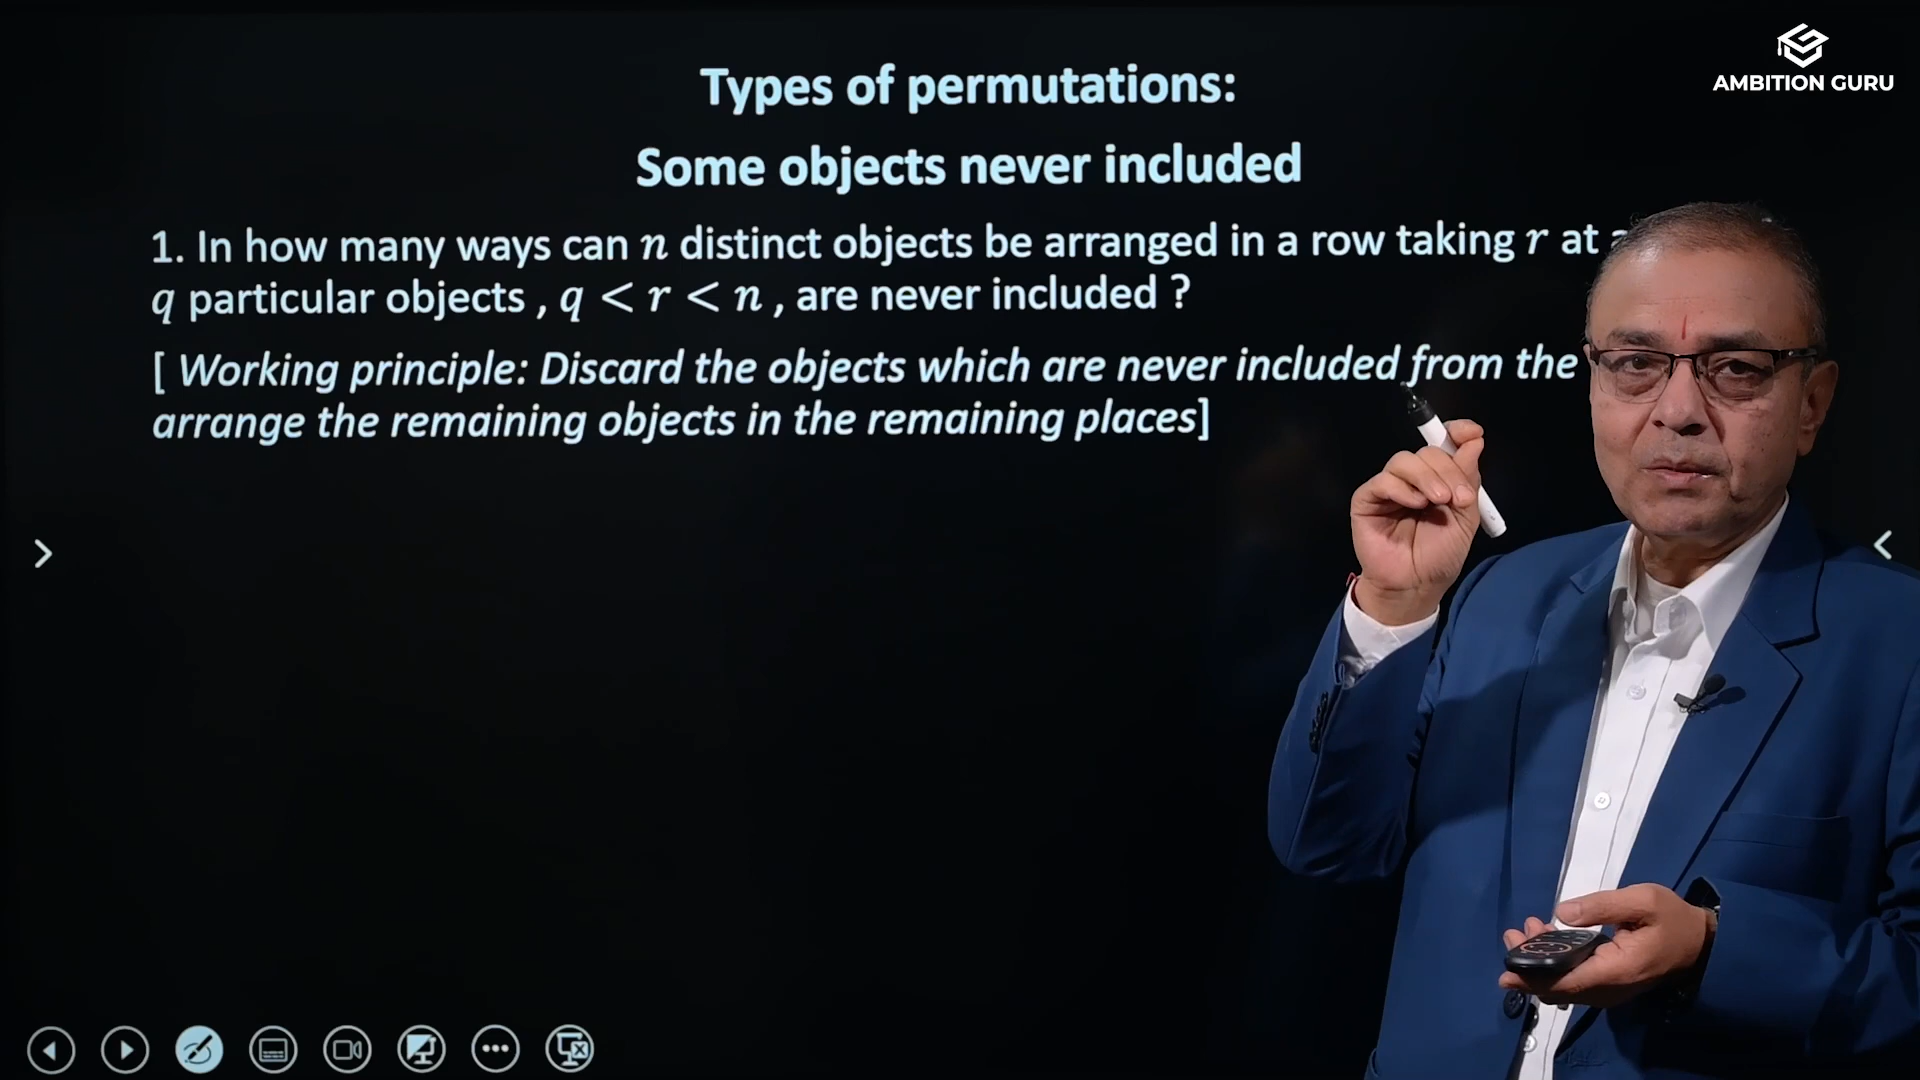 AMBITION GURU
Types of permutations:
Some objects never included
1. In how many ways can n distinct objects be arranged in a row taking r at
q particular objects , q < r < n , are never included ?
[ Working principle: Discard the objects which are never included from the
arrange the remaining objects in the remaining places]